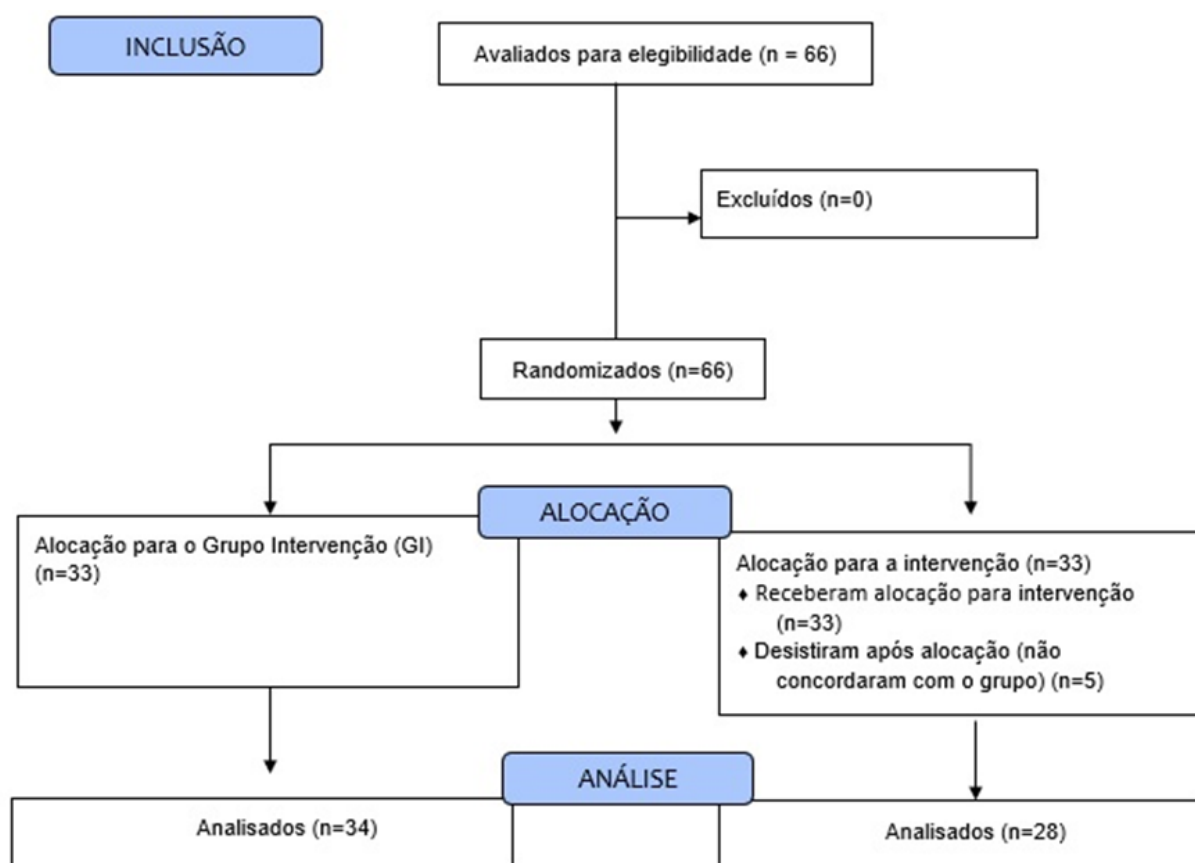 INCLUSÃO
Avaliados para elegibilidade (n = 66)
Excluídos (n=0)
Randomizados (n=66)
ALOCAÇÃO
Alocação para o Grupo Intervenção (GI)
(n=33)
Alocação para a intervenção (n=33)
♦ Receberam alocação para intervenção
(n=33)
♦ Desistiram após alocação (não
concordaram com o grupo) (n=5)
ANÁLISE
Analisados (n=34)
Analisados (n=28)